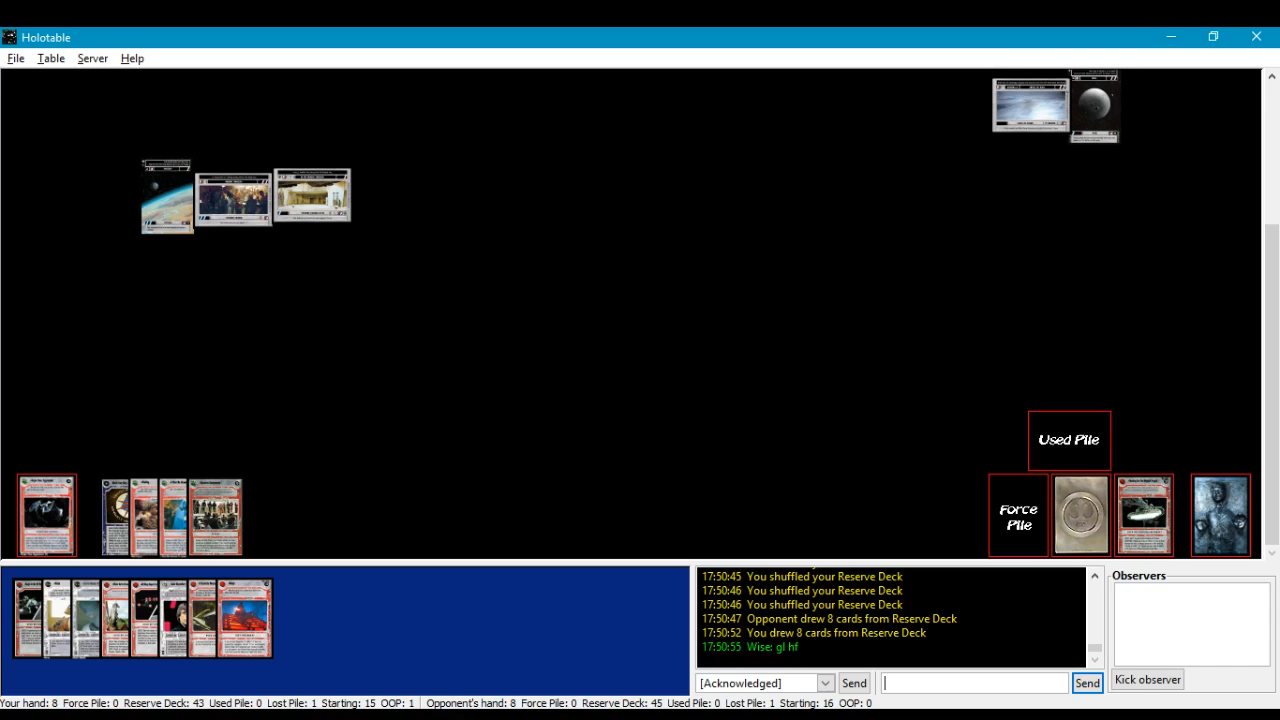 Holotable
File Table Server Help
Used Pile
Force
Pile
17:50:45 You shuffled your Reserve Deck
17:50:46 You shuffled your Reserve Deck
17:50:46 You shuffled your Reserve Deck
17:50:47 Opponent drew 8 cards from Reserve Deck
17:50:52 You drew 8 cards from Reserve Deck
17:50:55 Wise: gl hf
Observers
[Acknowledged] Send Send
Kick observer
Your hand: 8 Force Pile: 0 Reserve Deck: 43 Used Pile: 0 Lost Pile: 1 Starting: 15 OOP: 1 Opponent's hand: 8 Force Pile: 0 Reserve Deck: 45 Used Pile: 0 Lost Pile: 1 Starting: 16 OOP: 0